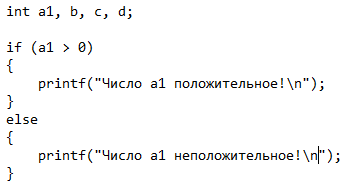 int a1, b, c, d;
if (a1 > 0)
{
printf("Число a1 положительное!\n");
}
else
{
printf("Число a1 неположительное!\n");
}